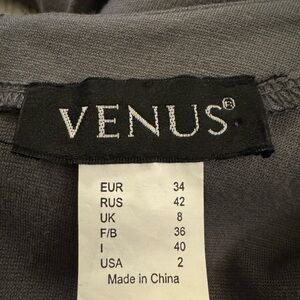 VENUS®
EUR 34
RUS 42
UK 8
F/B 36
I 40
USA 2
Made in China